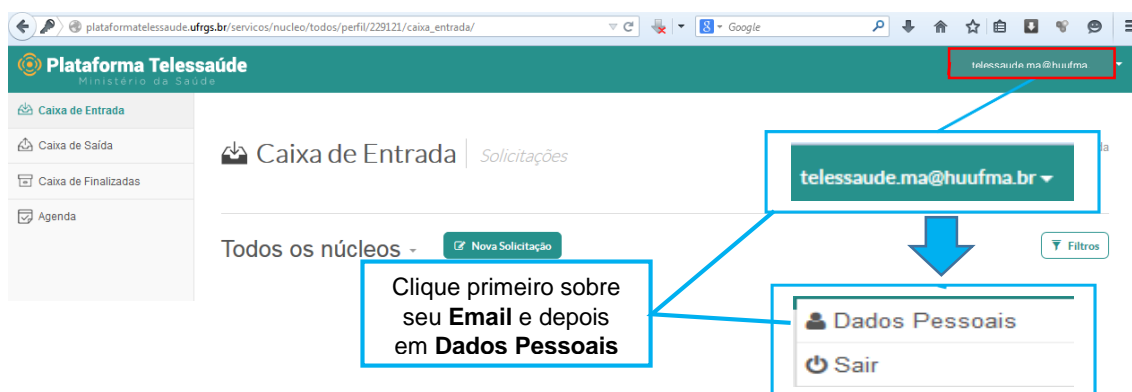 plataformatelessaude.ufrgs.br/servicos/nucleo/todos/perfil/229121/caixa_entrada/
Google
Plataforma Telessaúde
Ministério da Saúde
telessaude.ma@huufma
Caixa de Entrada
Caixa de Saída
Caixa de Finalizadas
Agenda
Caixa de Entrada Solicitações
telessaude.ma@huufma.br
Todos os núcleos
Nova Solicitação
Filtros
Clique primeiro sobre
seu Email e depois
em Dados Pessoais
Dados Pessoais
Sair